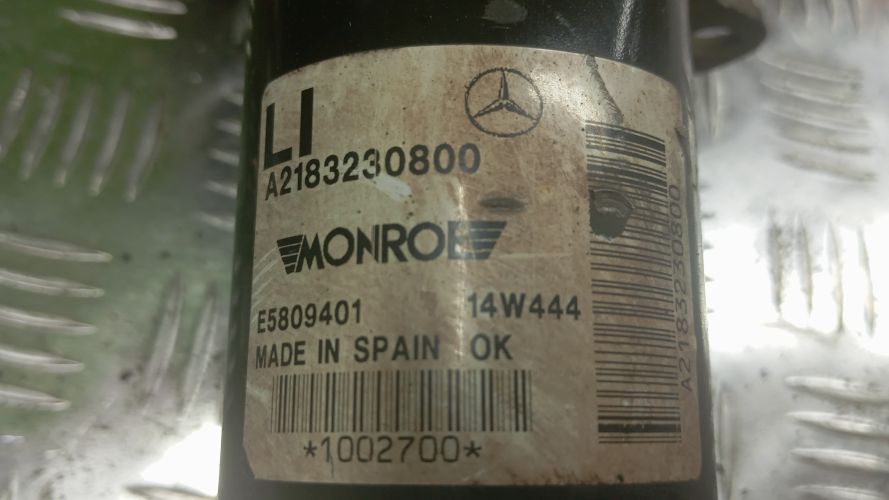 LI
A2183230800
MONROE
E5809401 14W444
MADE IN SPAIN OK
*1002700*
A2183230800